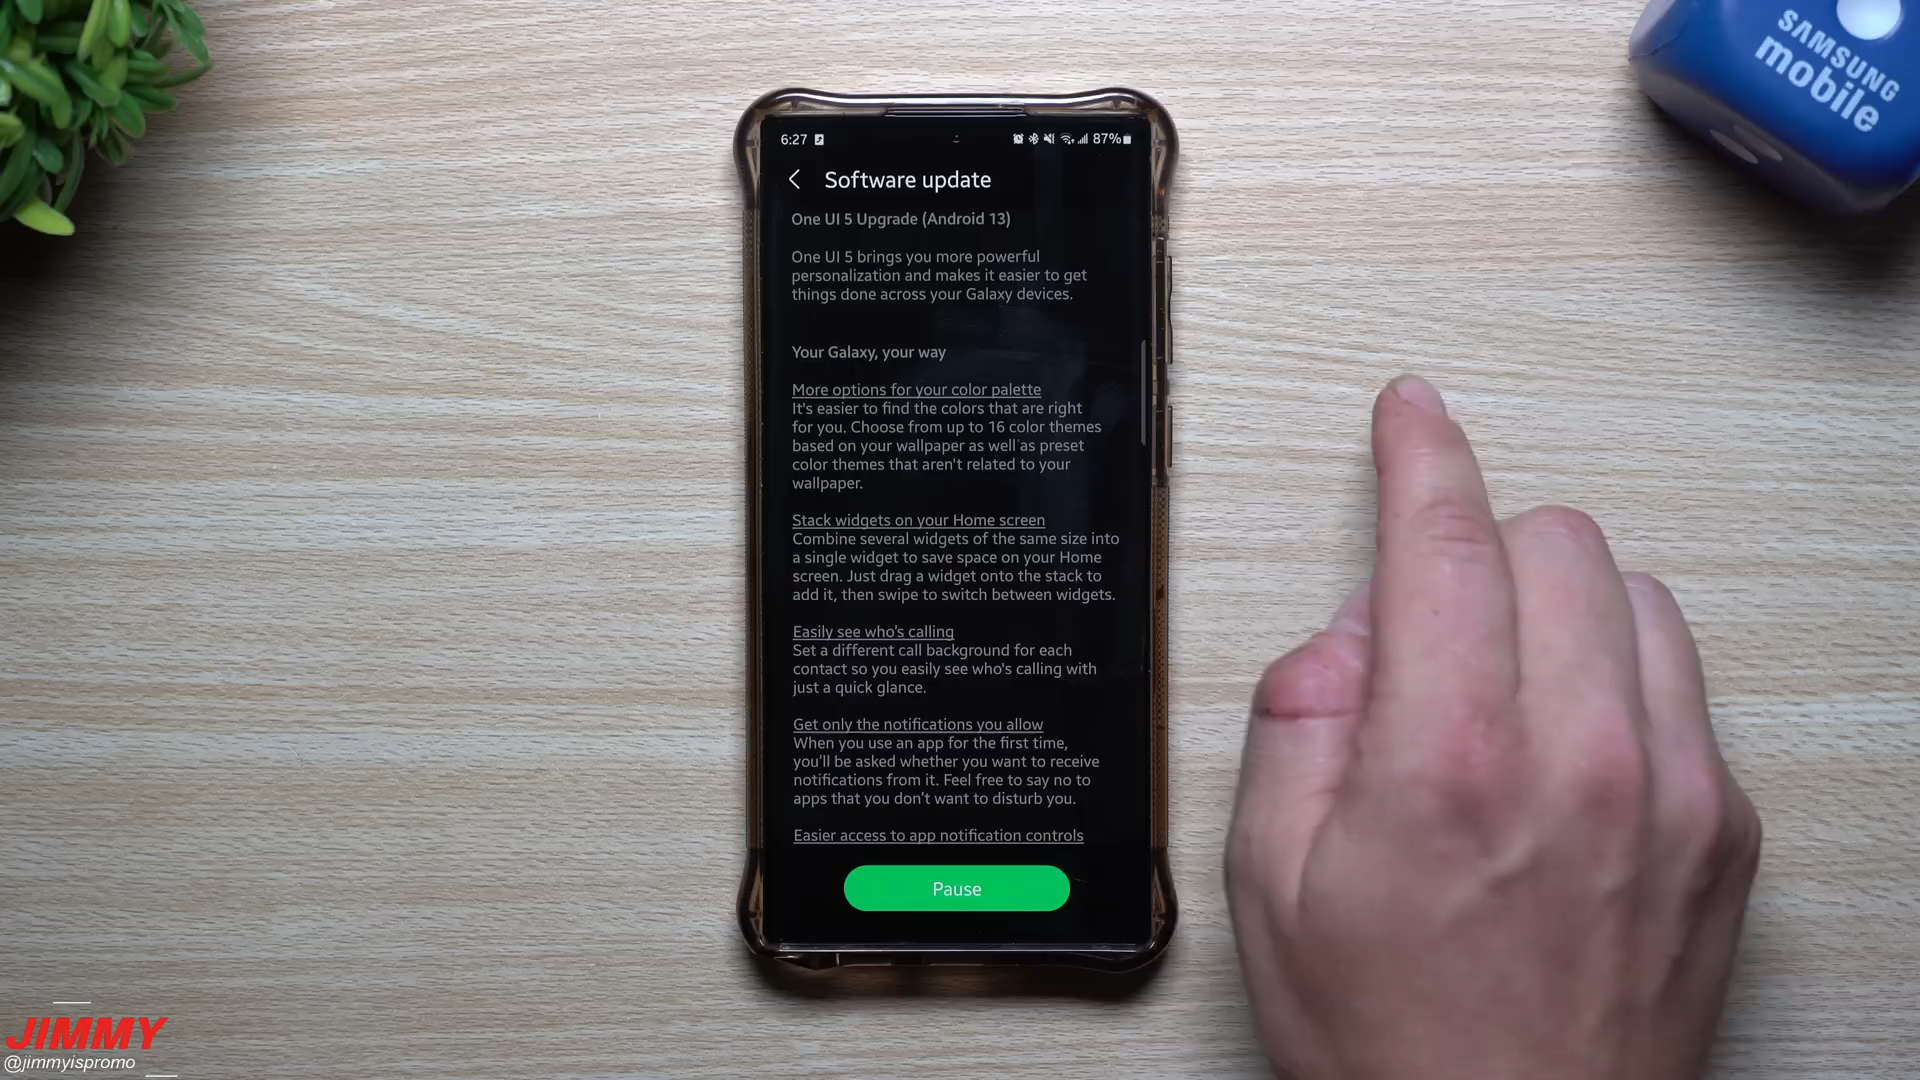 SAMSUNG
mobile
6:27
87%
Software update
One UI 5 Upgrade (Android 13)
One UI 5 brings you more powerful
personalization and makes it easier to get
things done across your Galaxy devices.
Your Galaxy, your way
More options for your color palette
It's easier to find the colors that are right
for you. Choose from up to 16 color themes
based on your wallpaper as well as preset
color themes that aren't related to your
wallpaper.
Stack widgets on your Home screen
Combine several widgets of the same size into
a single widget to save space on your Home
screen. Just drag a widget onto the stack to
add it, then swipe to switch between widgets.
Easily see who's calling
Set a different call background for each
contact so you easily see who's calling with
just a quick glance.
Get only the notifications you allow
When you use an app for the first time,
you'll be asked whether you want to receive
notifications from it. Feel free to say no to
apps that you don't want to disturb you.
Easier access to app notification controls
Pause
JIMMY
@jimmyispromo